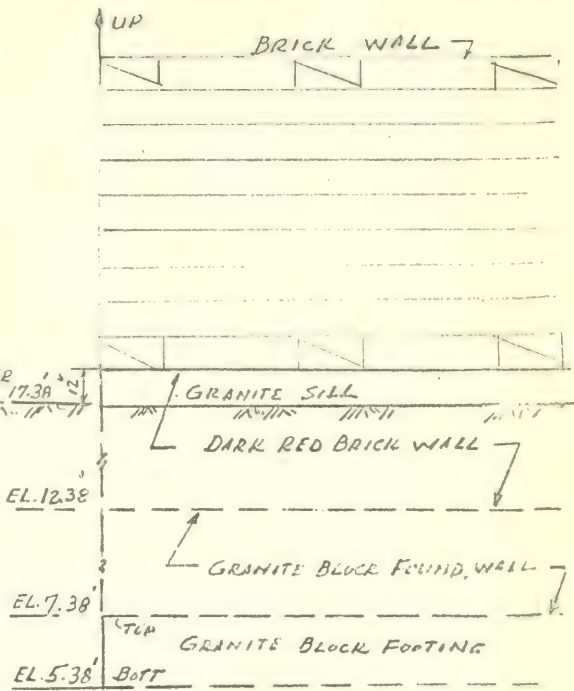 UP
BRICK WALL
17.38'
12"
GRANITE SILL
DARK RED BRICK WALL
EL. 12.38'
GRANITE BLOCK FOUND. WALL
EL. 7.38'
TOP
GRANITE BLOCK FOOTING
EL. 5.38'
BOTT